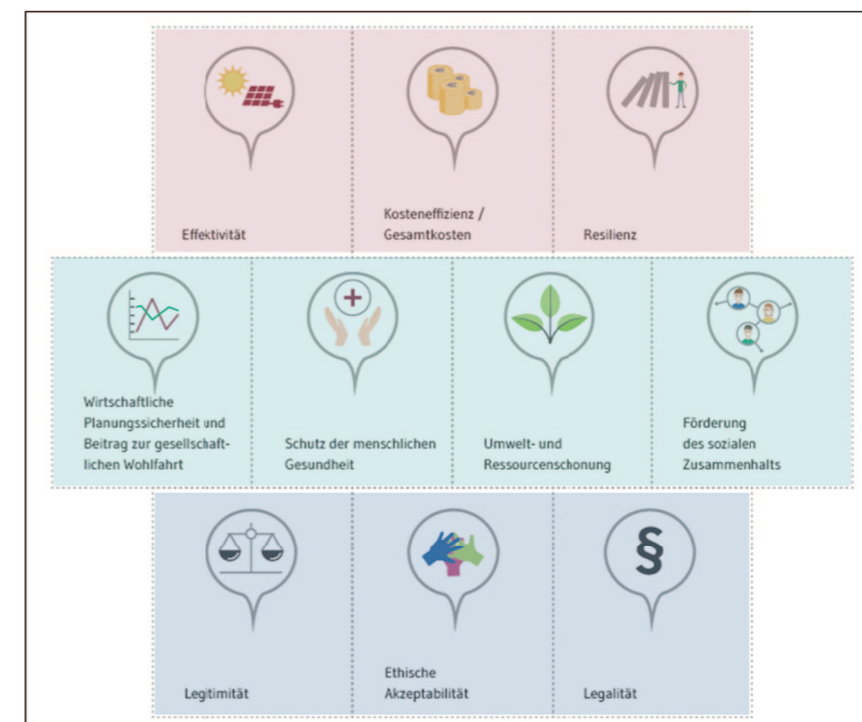 Effektivität
Kosteneffizienz /
Gesamtkosten
Resilienz
Wirtschaftliche
Planungssicherheit und
Beitrag zur gesellschaft-
lichen Wohlfahrt
Schutz der menschlichen
Gesundheit
Umwelt- und
Ressourcenschonung
Förderung
des sozialen
Zusammenhalts
§
Legitimität
Ethische
Akzeptabilität
Legalität